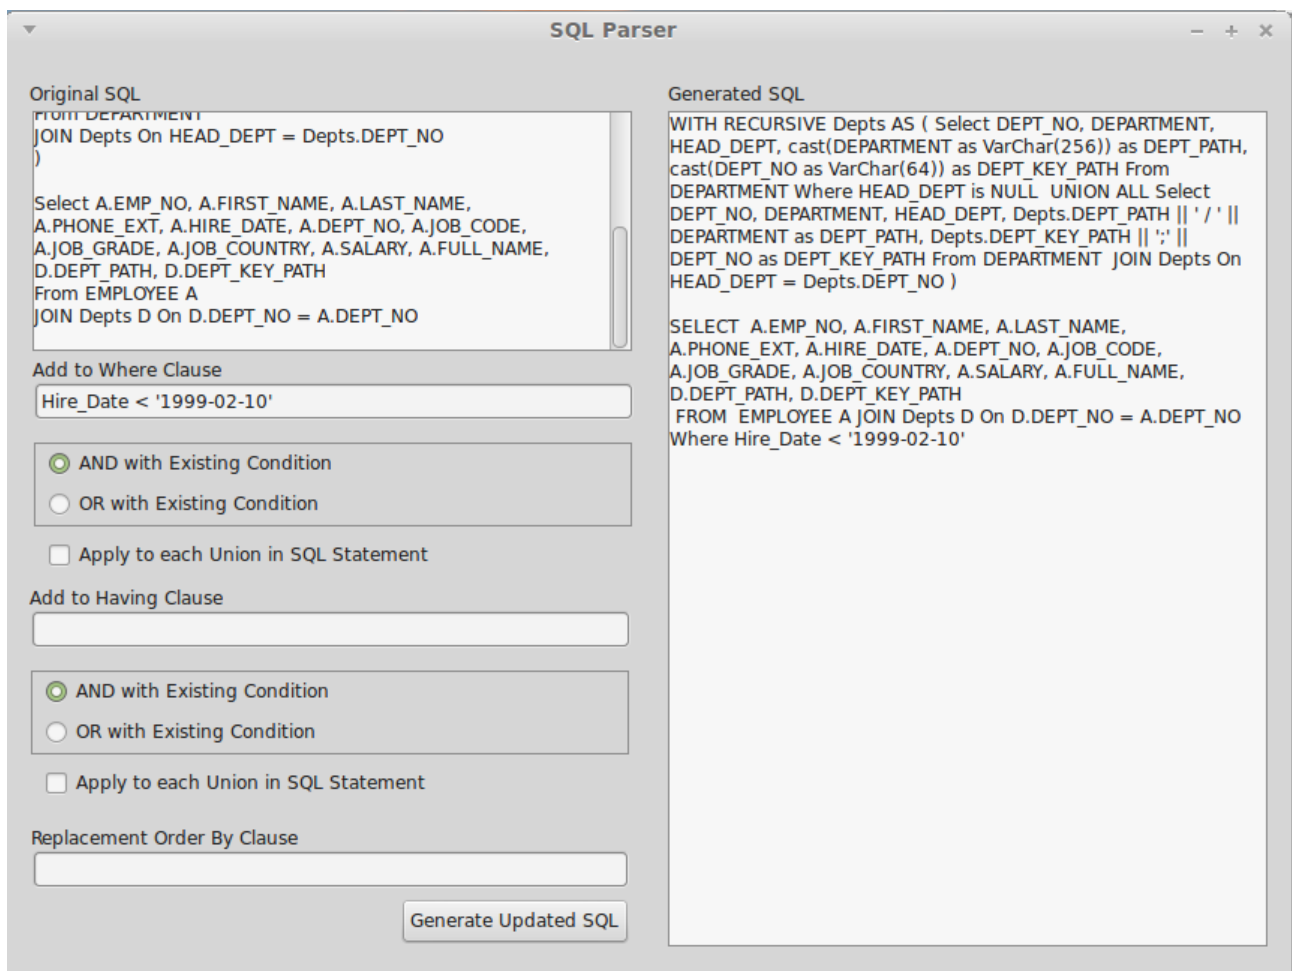 SQL Parser
Original SQL
From DEPARTMENT
JOIN Depts On HEAD_DEPT = Depts.DEPT_NO
)
Select A.EMP_NO, A.FIRST_NAME, A.LAST_NAME,
A.PHONE_EXT, A.HIRE_DATE, A.DEPT_NO, A.JOB_CODE,
A.JOB_GRADE, A.JOB_COUNTRY, A.SALARY, A.FULL_NAME,
D.DEPT_PATH, D.DEPT_KEY_PATH
From EMPLOYEE A
JOIN Depts D On D.DEPT_NO = A.DEPT_NO
Add to Where Clause
Hire_Date < '1999-02-10'
AND with Existing Condition
OR with Existing Condition
Apply to each Union in SQL Statement
Add to Having Clause
AND with Existing Condition
OR with Existing Condition
Apply to each Union in SQL Statement
Replacement Order By Clause
Generate Updated SQL
Generated SQL
WITH RECURSIVE Depts AS ( Select DEPT_NO, DEPARTMENT,
HEAD_DEPT, cast(DEPARTMENT as VarChar(256)) as DEPT_PATH,
cast(DEPT_NO as VarChar(64)) as DEPT_KEY_PATH From
DEPARTMENT Where HEAD_DEPT is NULL  UNION ALL Select
DEPT_NO, DEPARTMENT, HEAD_DEPT, Depts.DEPT_PATH || ' / ' ||
DEPARTMENT as DEPT_PATH, Depts.DEPT_KEY_PATH || ';' ||
DEPT_NO as DEPT_KEY_PATH From DEPARTMENT  JOIN Depts On
HEAD_DEPT = Depts.DEPT_NO )
SELECT  A.EMP_NO, A.FIRST_NAME, A.LAST_NAME,
A.PHONE_EXT, A.HIRE_DATE, A.DEPT_NO, A.JOB_CODE,
A.JOB_GRADE, A.JOB_COUNTRY, A.SALARY, A.FULL_NAME,
D.DEPT_PATH, D.DEPT_KEY_PATH
FROM  EMPLOYEE A JOIN Depts D On D.DEPT_NO = A.DEPT_NO
Where Hire_Date < '1999-02-10'